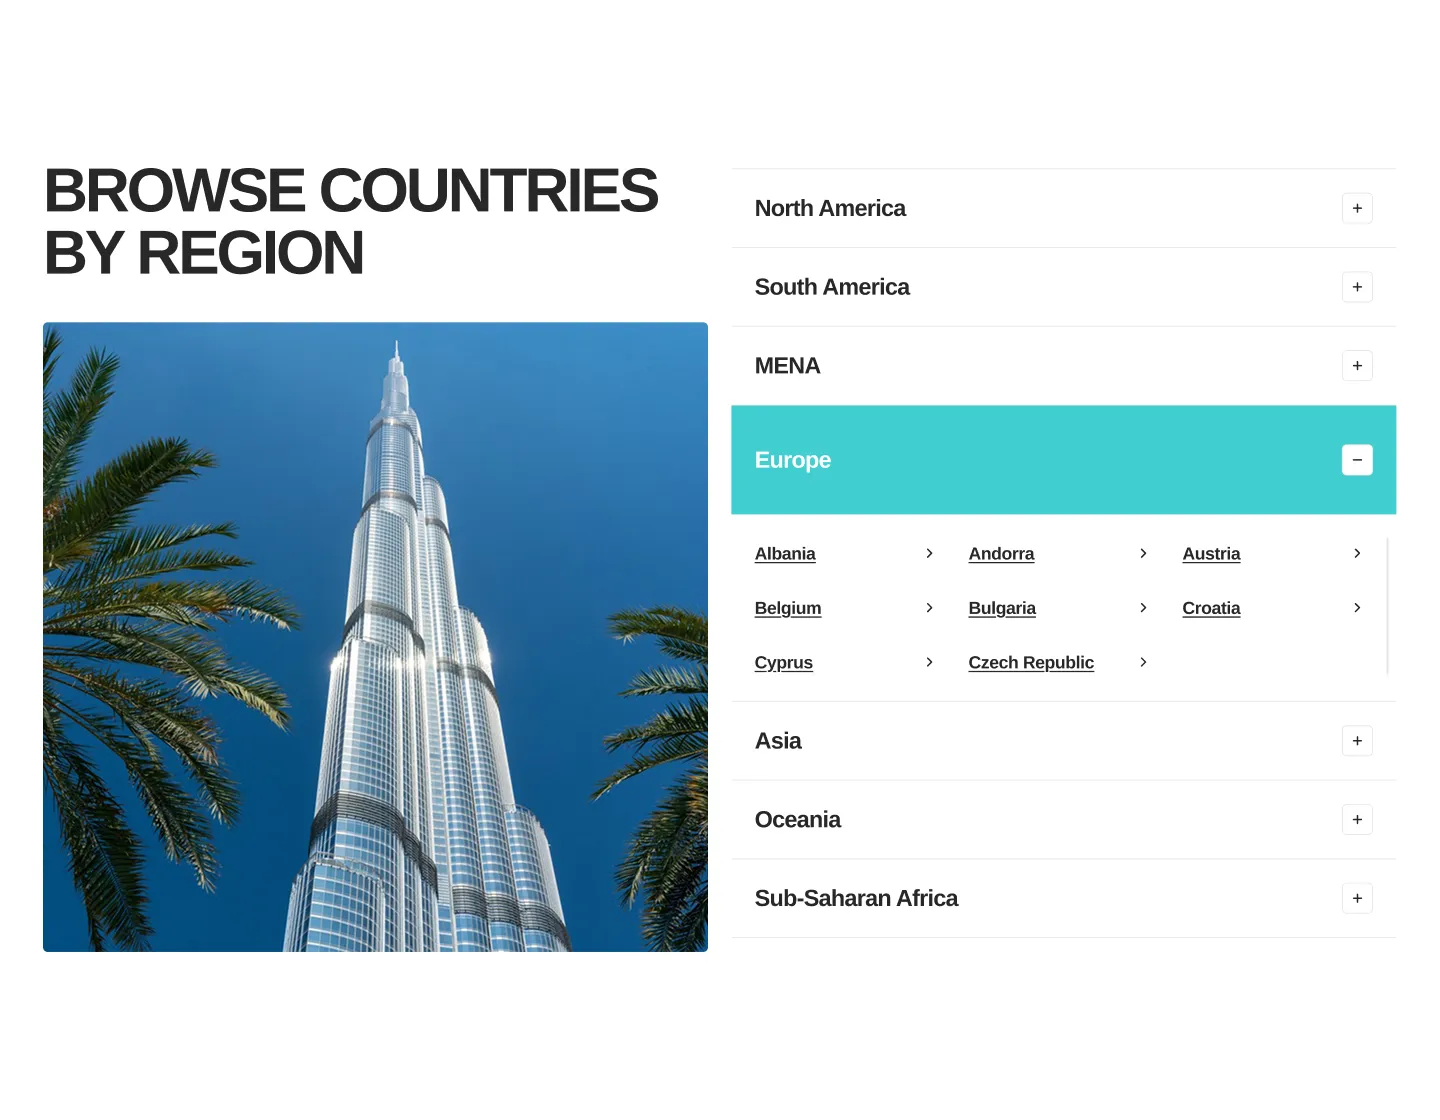 BROWSE COUNTRIES
BY REGION
North America
South America
MENA
Europe
Albania
Andorra
Austria
Belgium
Bulgaria
Croatia
Cyprus
Czech Republic
Asia
Oceania
Sub-Saharan Africa